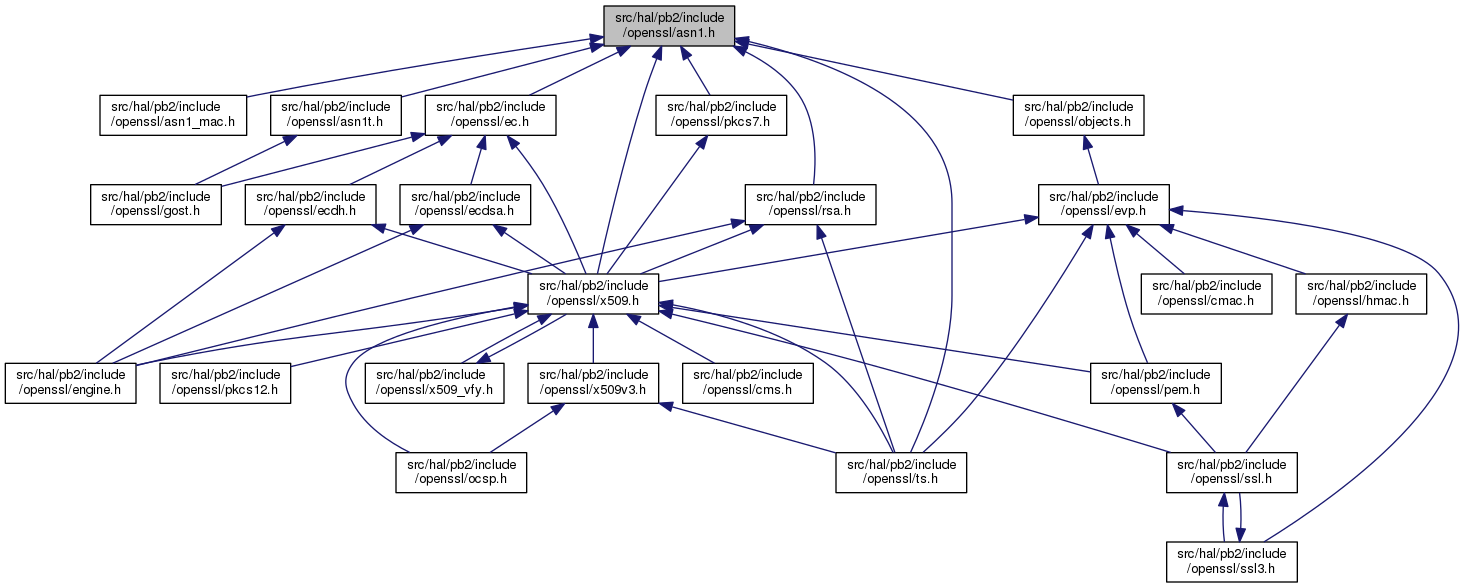 src/hal/pb2/include
/openssl/asn1.h
src/hal/pb2/include
/openssl/asn1_mac.h
src/hal/pb2/include
/openssl/asn1t.h
src/hal/pb2/include
/openssl/ec.h
src/hal/pb2/include
/openssl/pkcs7.h
src/hal/pb2/include
/openssl/objects.h
src/hal/pb2/include
/openssl/gost.h
src/hal/pb2/include
/openssl/ecdh.h
src/hal/pb2/include
/openssl/ecdsa.h
src/hal/pb2/include
/openssl/rsa.h
src/hal/pb2/include
/openssl/evp.h
src/hal/pb2/include
/openssl/x509.h
src/hal/pb2/include
/openssl/cmac.h
src/hal/pb2/include
/openssl/hmac.h
src/hal/pb2/include
/openssl/engine.h
src/hal/pb2/include
/openssl/pkcs12.h
src/hal/pb2/include
/openssl/x509_vfy.h
src/hal/pb2/include
/openssl/x509v3.h
src/hal/pb2/include
/openssl/cms.h
src/hal/pb2/include
/openssl/pem.h
src/hal/pb2/include
/openssl/ocsp.h
src/hal/pb2/include
/openssl/ts.h
src/hal/pb2/include
/openssl/ssl.h
src/hal/pb2/include
/openssl/ssl3.h